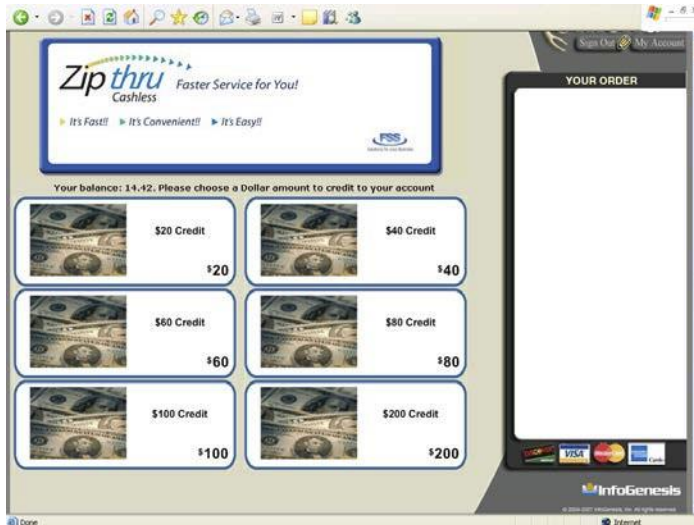 Sign Out
My Account
Zip thru
Cashless
Faster Service for You!
It's Fast!! It's Convenient!! It's Easy!!
FSS
YOUR ORDER
Your balance: 14.42. Please choose a Dollar amount to credit to your account
$20 Credit
$20
$40 Credit
$40
$60 Credit
$60
$80 Credit
$80
$100 Credit
$100
$200 Credit
$200
VISA
MasterCard
Cards
InfoGenesis
Done
Internet